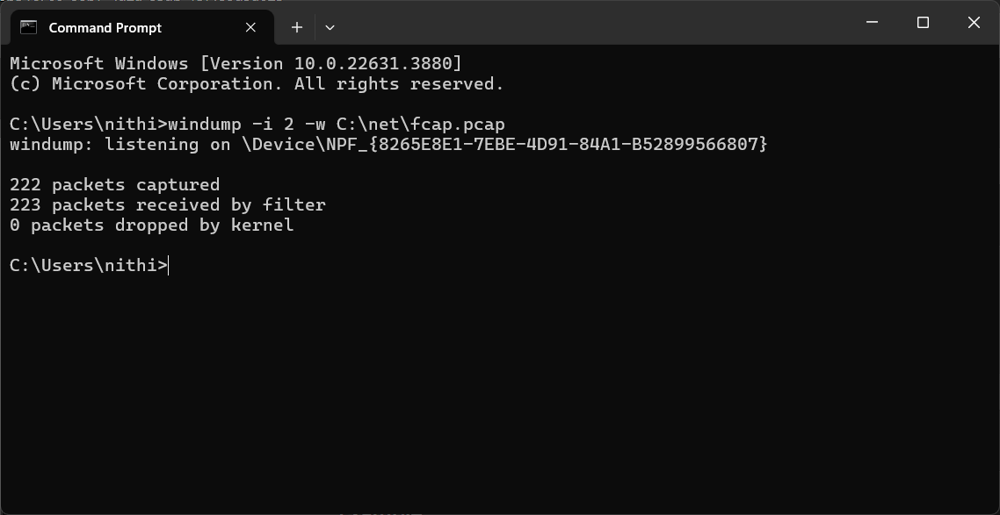 Command Prompt
Microsoft Windows [Version 10.0.22631.3880]
(c) Microsoft Corporation. All rights reserved.
C:\Users\nithi>windump -i 2 -w C:\net\fcap.pcap
windump: listening on \Device\NPF_{8265E8E1-7EBE-4D91-84A1-B52899566807}
222 packets captured
223 packets received by filter
0 packets dropped by kernel
C:\Users\nithi>